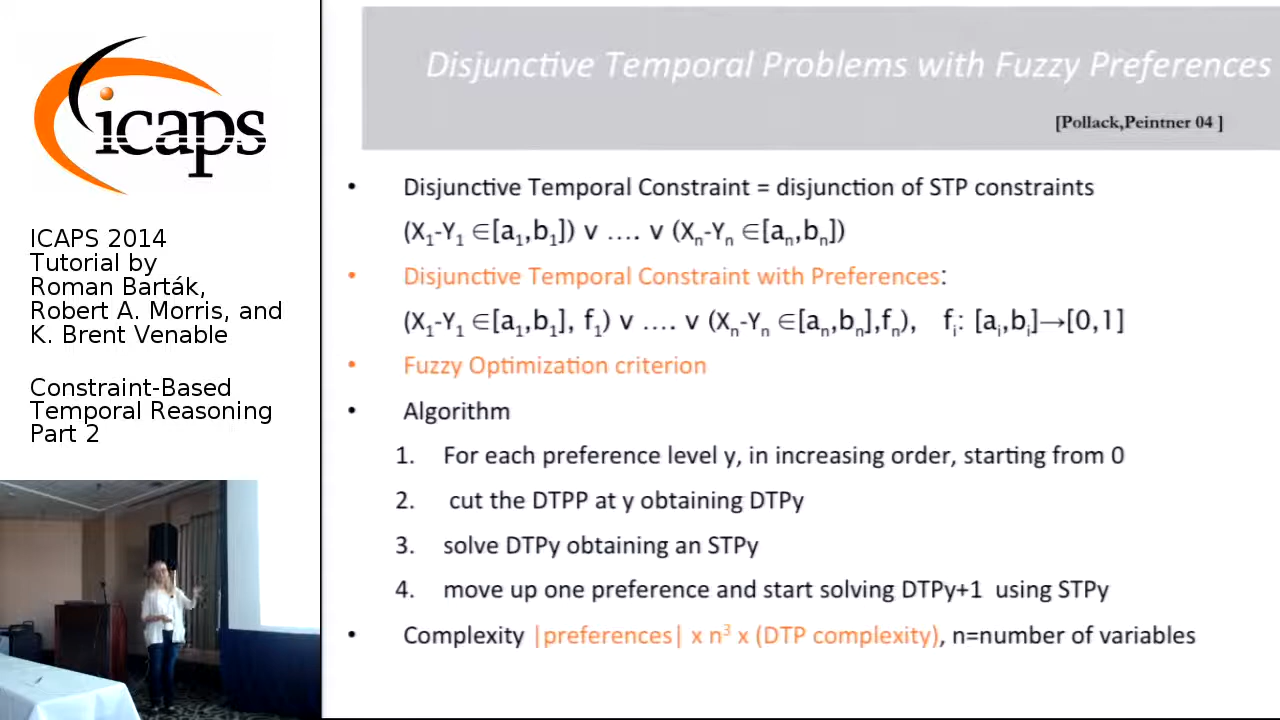 icaps
ICAPS 2014
Tutorial by
Roman Barták,
Robert A. Morris, and
K. Brent Venable
Constraint-Based
Temporal Reasoning
Part 2
Disjunctive Temporal Problems with Fuzzy Preferences
[Pollack,Peintner 04 ]
• Disjunctive Temporal Constraint = disjunction of STP constraints
(X₁-Y₁ ∈[a₁,b₁]) v .... v (Xₙ-Yₙ ∈[aₙ,bₙ])
• Disjunctive Temporal Constraint with Preferences:
(X₁-Y₁ ∈[a₁,b₁], f₁) v .... v (Xₙ-Yₙ ∈[aₙ,bₙ],fₙ), fᵢ: [aᵢ,bᵢ]→[0,1]
• Fuzzy Optimization criterion
• Algorithm
1. For each preference level y, in increasing order, starting from 0
2. cut the DTPP at y obtaining DTPy
3. solve DTPy obtaining an STPy
4. move up one preference and start solving DTPy+1 using STPy
• Complexity |preferences| x n³ x (DTP complexity), n=number of variables